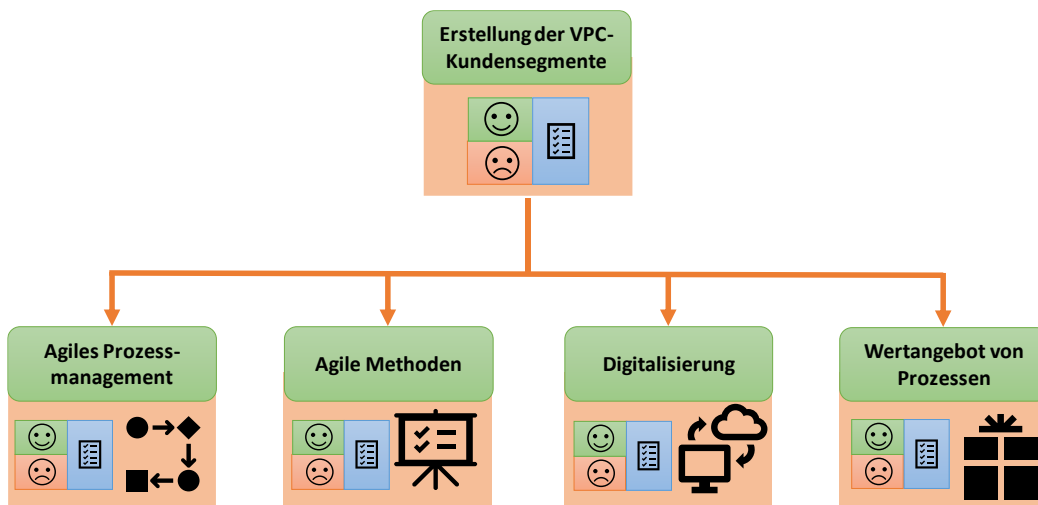 Erstellung der VPC-
Kundensegmente
Agiles Prozess-
management
Agile Methoden
Digitalisierung
Wertangebot von
Prozessen